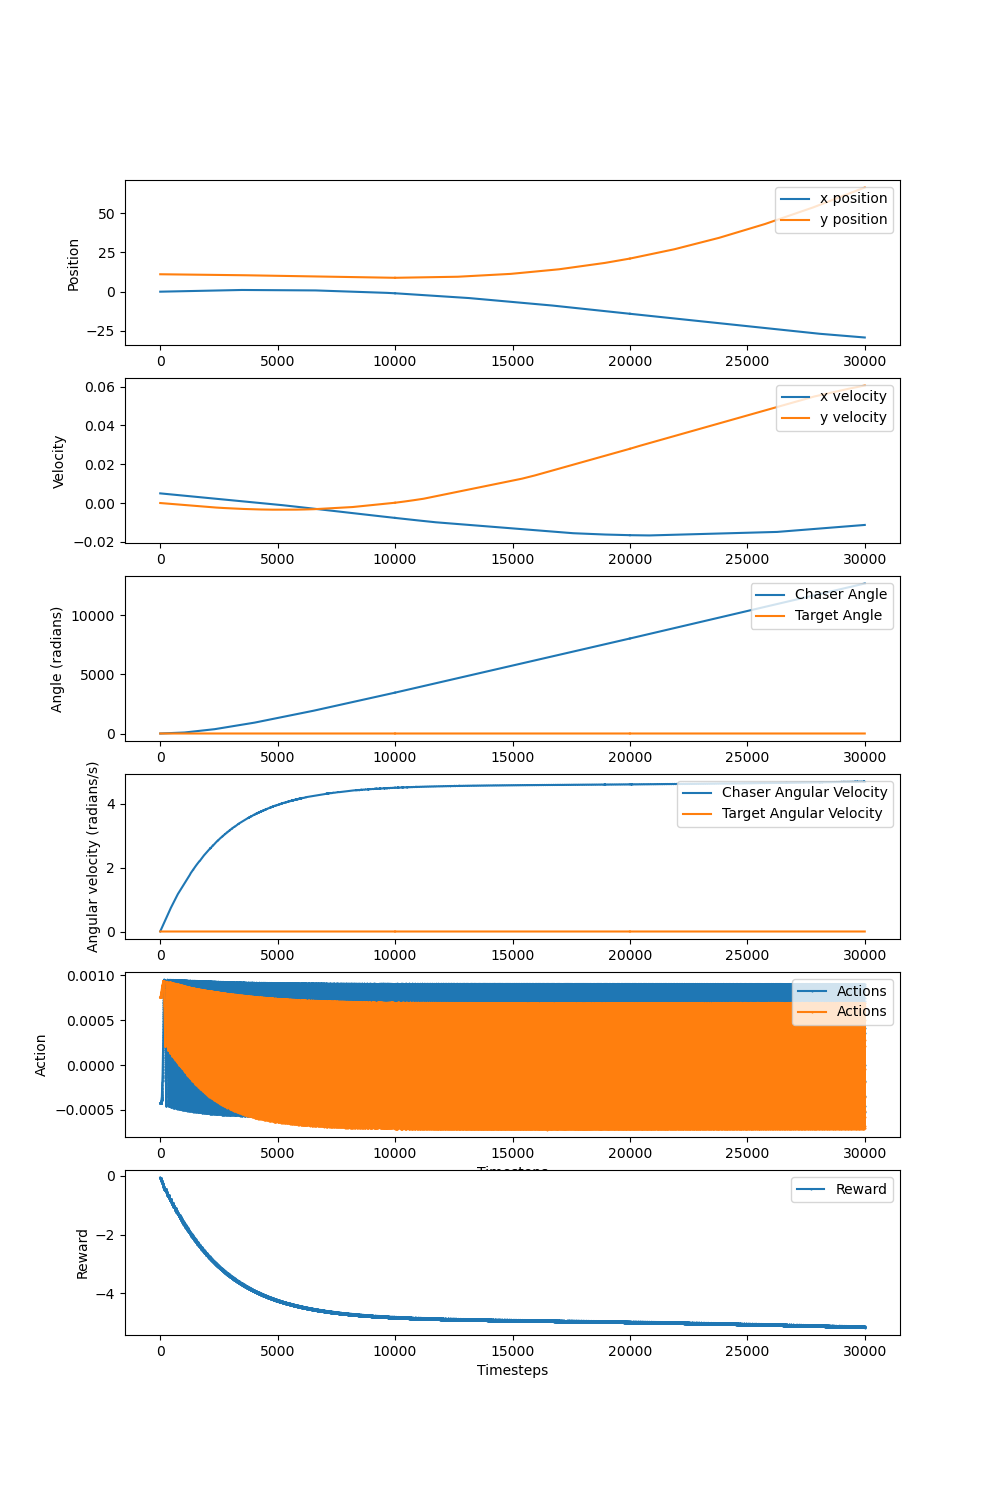 Position
50
25
0
−25
x position
y position
0 5000 10000 15000 20000 25000 30000
Velocity
0.06
0.04
0.02
0.00
−0.02
x velocity
y velocity
0 5000 10000 15000 20000 25000 30000
Angle (radians)
10000
5000
0
Chaser Angle
Target Angle
0 5000 10000 15000 20000 25000 30000
Angular velocity (radians/s)
4
2
0
Chaser Angular Velocity
Target Angular Velocity
0 5000 10000 15000 20000 25000 30000
Action
0.0010
0.0005
0.0000
−0.0005
Actions
Actions
0 5000 10000 15000 20000 25000 30000
Timesteps
Reward
0
−2
−4
Reward
0 5000 10000 15000 20000 25000 30000
Timesteps